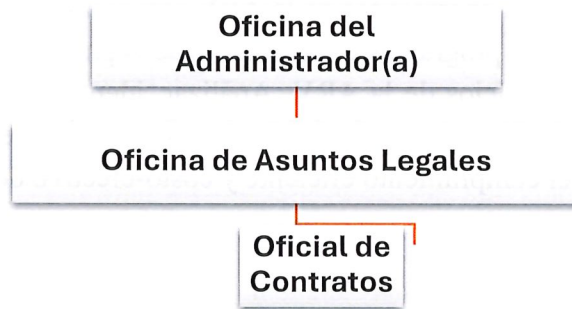 Oficina del
Administrador(a)
Oficina de Asuntos Legales
Oficial de
Contratos